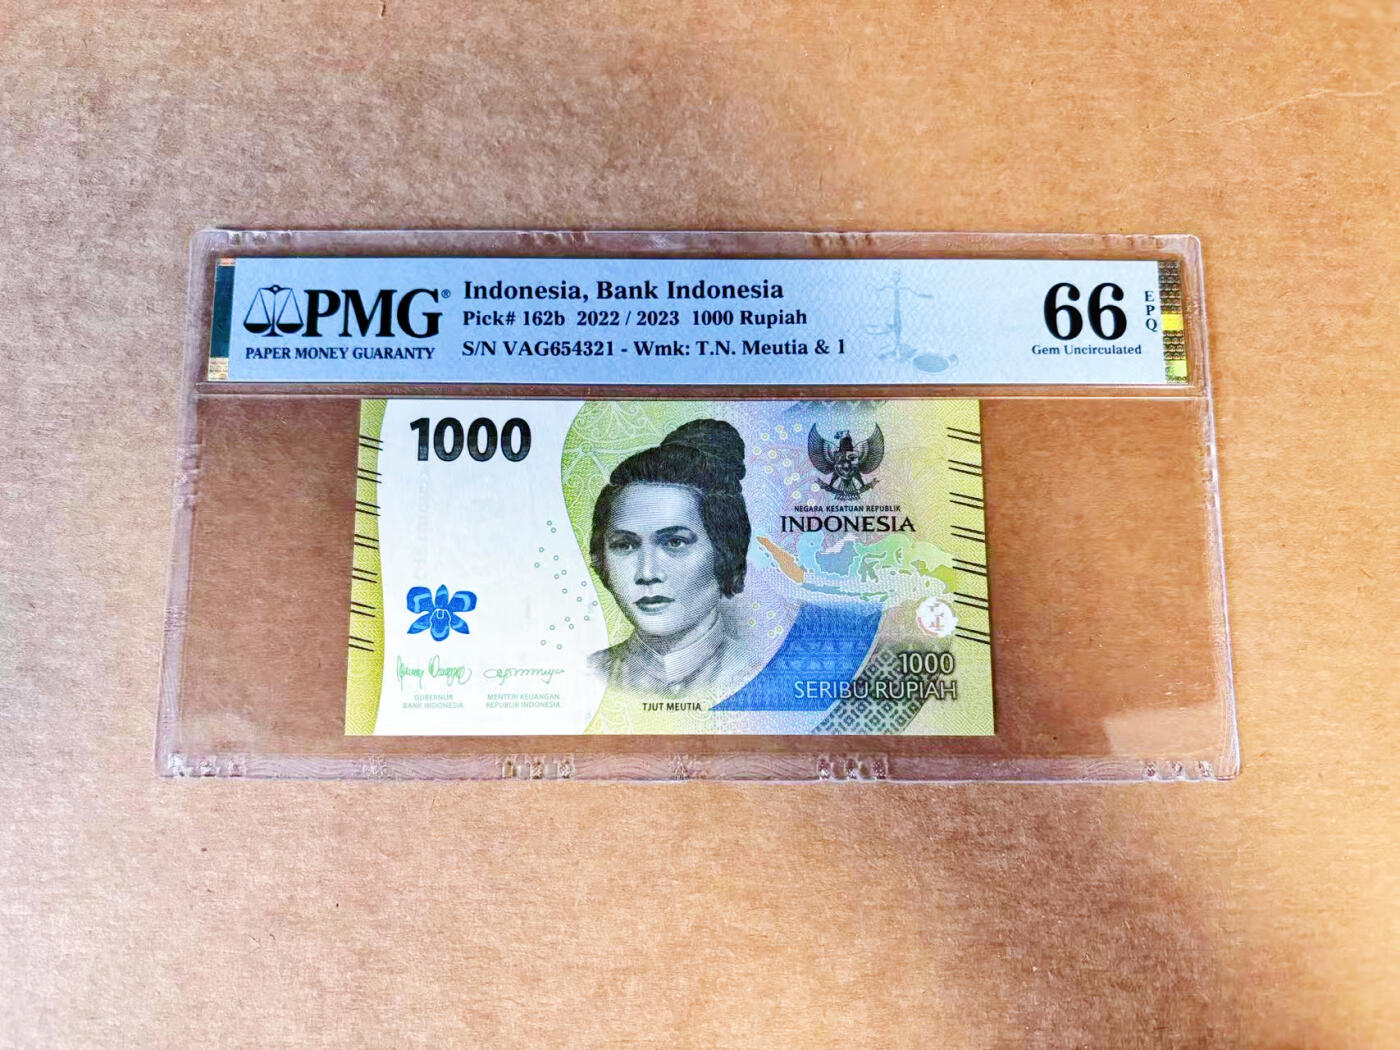 PMG®
PAPER MONEY GUARANTY
Indonesia, Bank Indonesia
Pick# 162b 2022 / 2023 1000 Rupiah
S/N VAG654321 - Wmk: T.N. Meutia & 1
66
EPQ
Gem Uncirculated
1000
NEGARA KESATUAN REPUBLIK
INDONESIA
GUBERNUR
BANK INDONESIA
MENTERI KEUANGAN
REPUBLIK INDONESIA
TJUT MEUTIA
1000
SERIBU RUPIAH